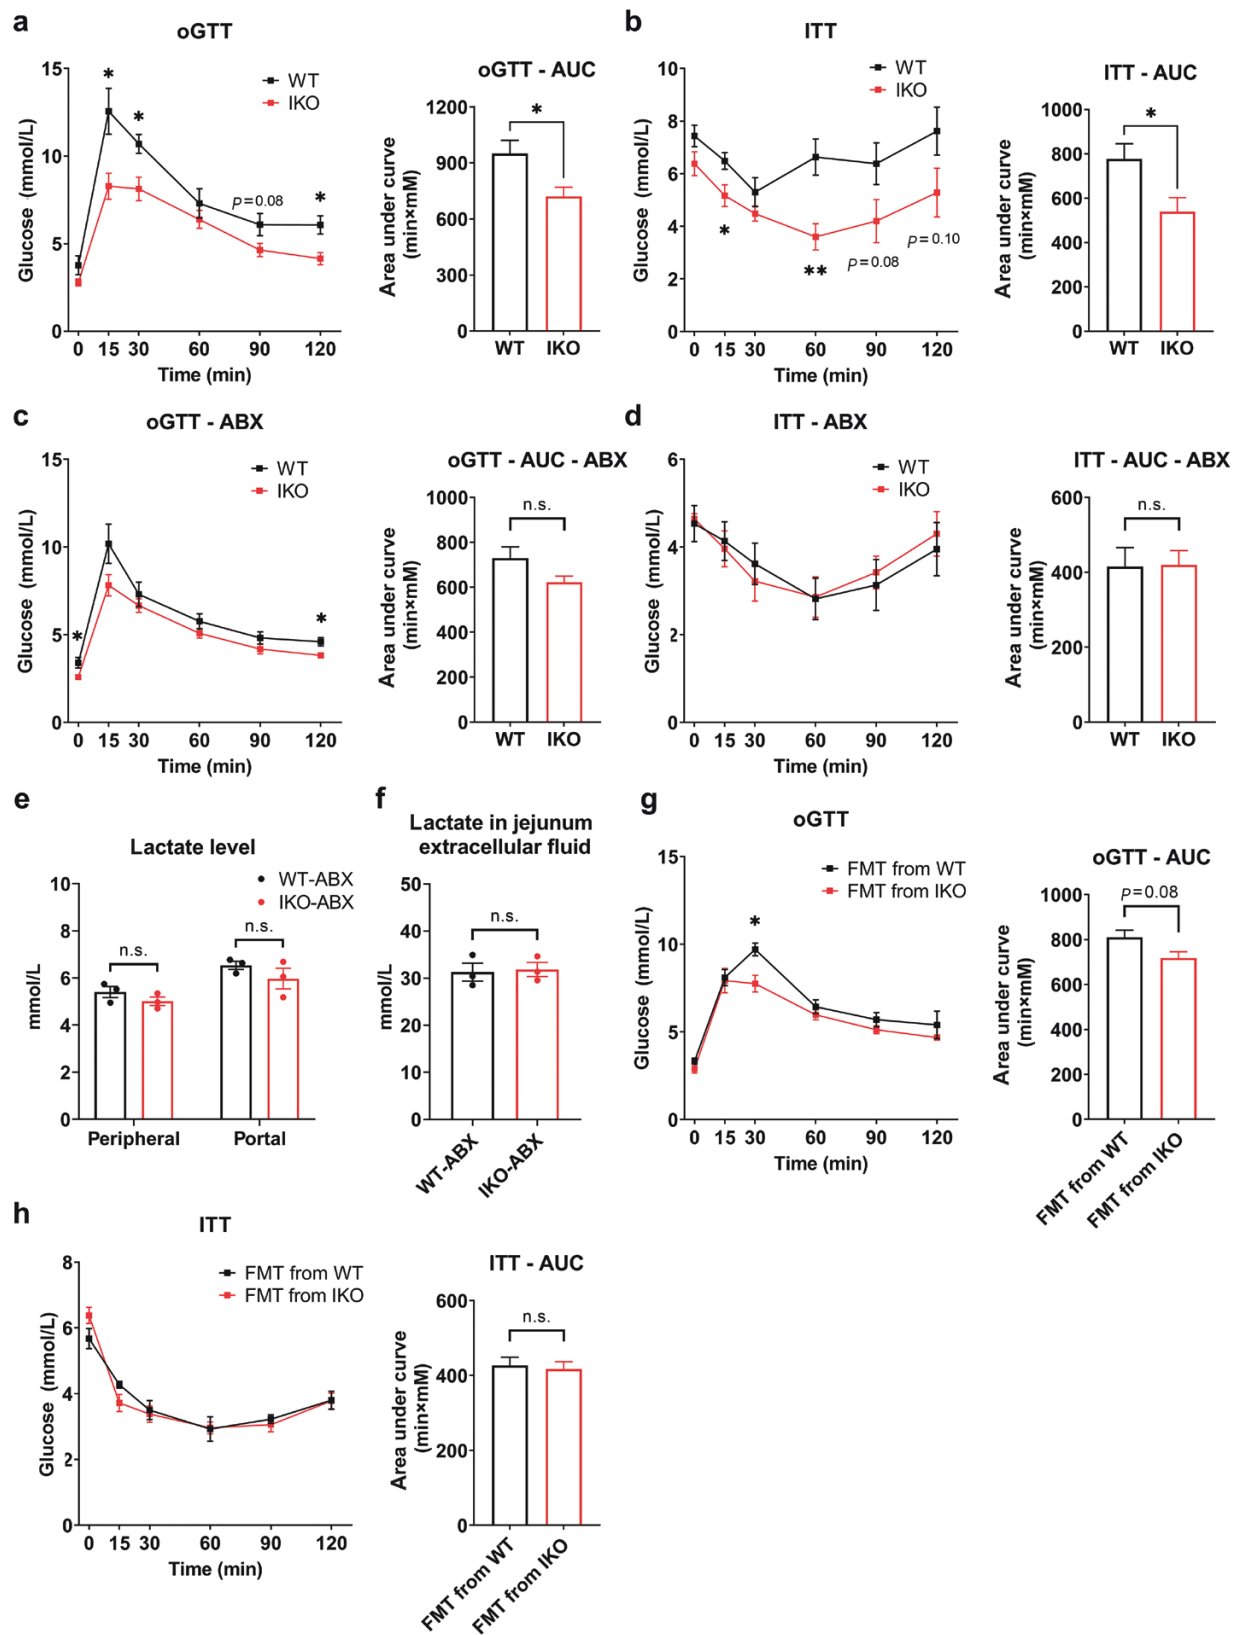 a
oGTT
Glucose (mmol/L)
15
10
5
0
WT
IKO
*
*
p=0.08
*
0 15 30 60 90 120
Time (min)
oGTT - AUC
Area under curve
(min×mM)
1200
900
600
300
0
*
WT IKO
b
ITT
Glucose (mmol/L)
10
8
6
4
2
0
WT
IKO
*
**
p=0.08
p=0.10
0 15 30 60 90 120
Time (min)
ITT - AUC
Area under curve
(min×mM)
1000
800
600
400
200
0
*
WT IKO
c
oGTT - ABX
Glucose (mmol/L)
15
10
5
0
WT
IKO
*
*
0 15 30 60 90 120
Time (min)
oGTT - AUC - ABX
Area under curve
(min×mM)
1000
800
600
400
200
0
n.s.
WT IKO
d
ITT - ABX
Glucose (mmol/L)
6
4
2
0
WT
IKO
0 15 30 60 90 120
Time (min)
ITT - AUC - ABX
Area under curve
(min×mM)
600
400
200
0
n.s.
WT IKO
e
Lactate level
mmol/L
10
8
6
4
2
0
WT-ABX
IKO-ABX
n.s.
n.s.
Peripheral Portal
f
Lactate in jejunum
extracellular fluid
mmol/L
50
40
30
20
10
0
n.s.
WT-ABX
IKO-ABX
g
oGTT
Glucose (mmol/L)
15
10
5
0
FMT from WT
FMT from IKO
*
0 15 30 60 90 120
Time (min)
oGTT - AUC
Area under curve
(min×mM)
1000
800
600
400
200
0
p=0.08
FMT from WT
FMT from IKO
h
ITT
Glucose (mmol/L)
8
6
4
2
0
FMT from WT
FMT from IKO
0 15 30 60 90 120
Time (min)
ITT - AUC
Area under curve
(min×mM)
600
400
200
0
n.s.
FMT from WT
FMT from IKO